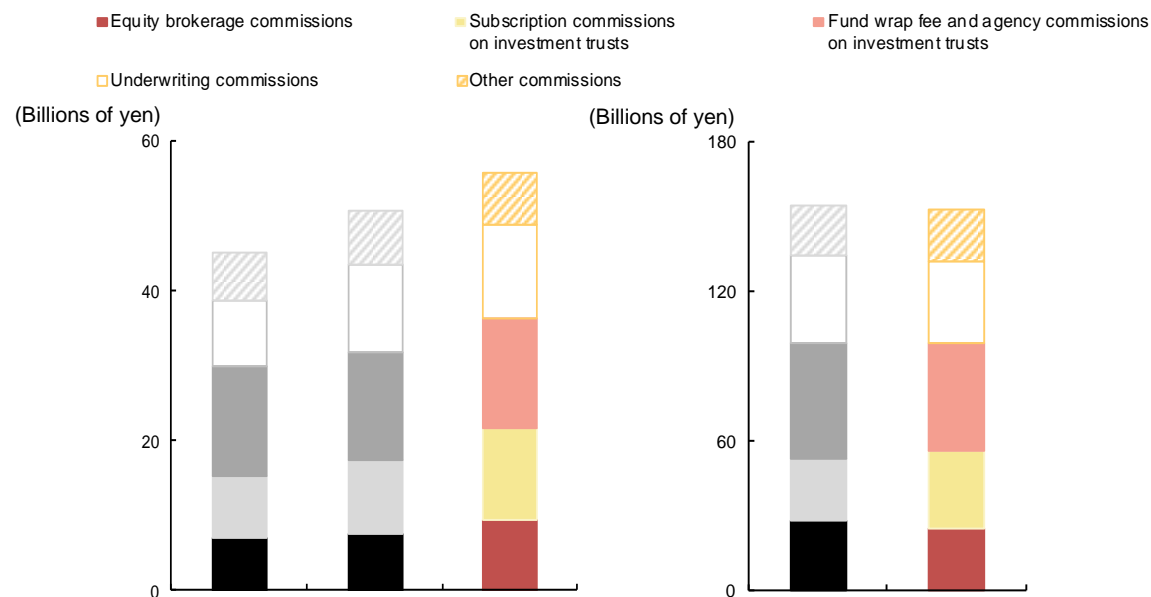 Equity brokerage commissions
Subscription commissions
on investment trusts
Fund wrap fee and agency commissions
on investment trusts
Underwriting commissions
Other commissions
(Billions of yen)
60
40
20
0
(Billions of yen)
180
120
60
0